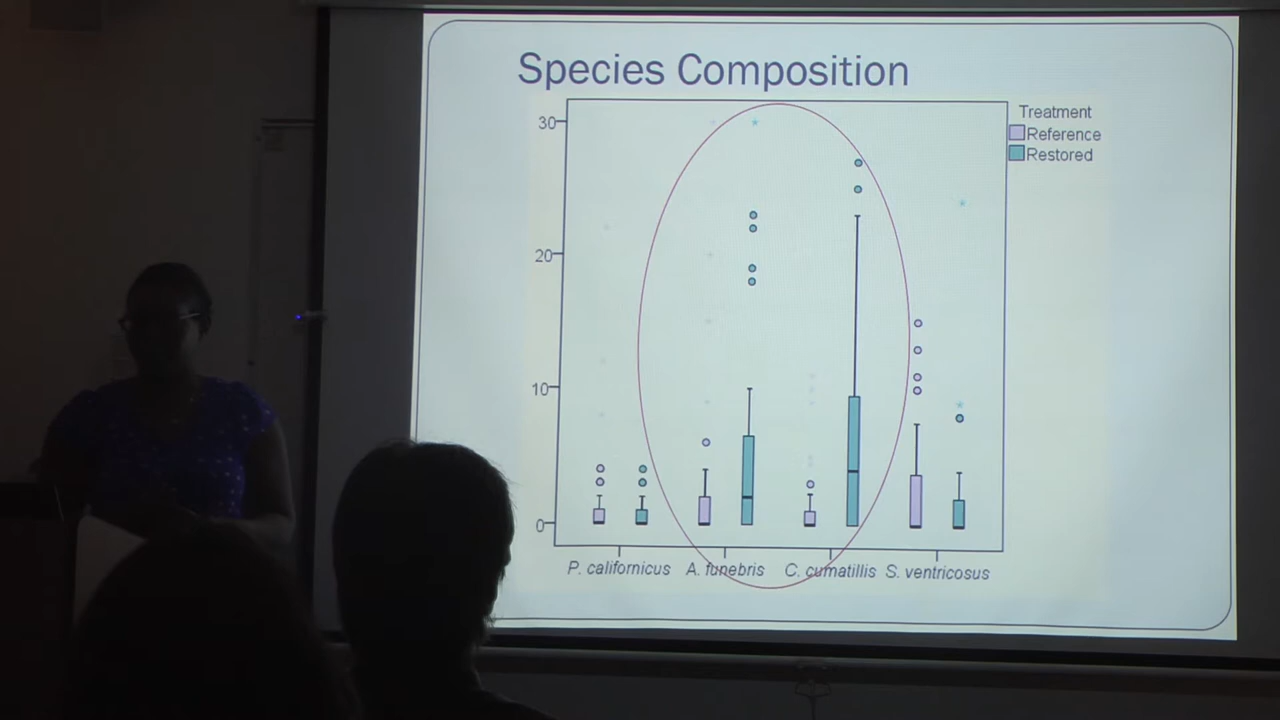 Species Composition
30
20
10
0
Treatment
Reference
Restored
P. californicus A. funebris C. cumatillis S. ventricosus